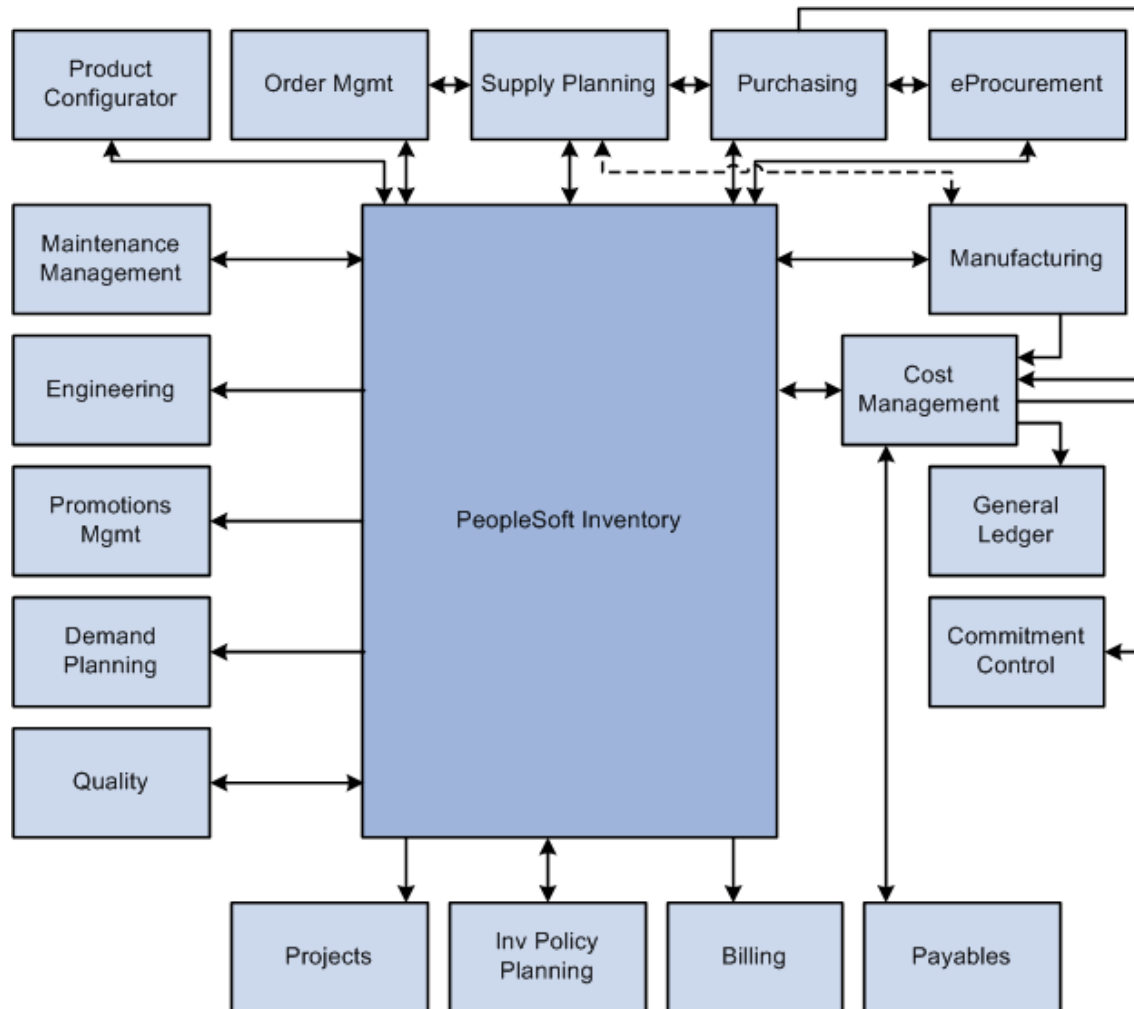 Product
Configurator
Order Mgmt
Supply Planning
Purchasing
eProcurement
Maintenance
Management
Manufacturing
Engineering
Cost
Management
Promotions
Mgmt
PeopleSoft Inventory
General
Ledger
Demand
Planning
Commitment
Control
Quality
Projects
Inv Policy
Planning
Billing
Payables